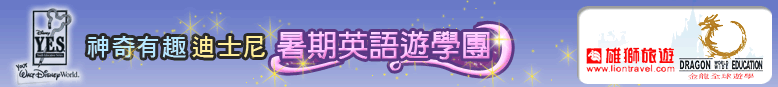 Disney
YES
YOUR
WALT DISNEY World.
神奇有趣 迪士尼 暑期英語遊學團
雄獅旅遊
www.liontravel.com
DRAGON EDUCATION
金龍全球遊學